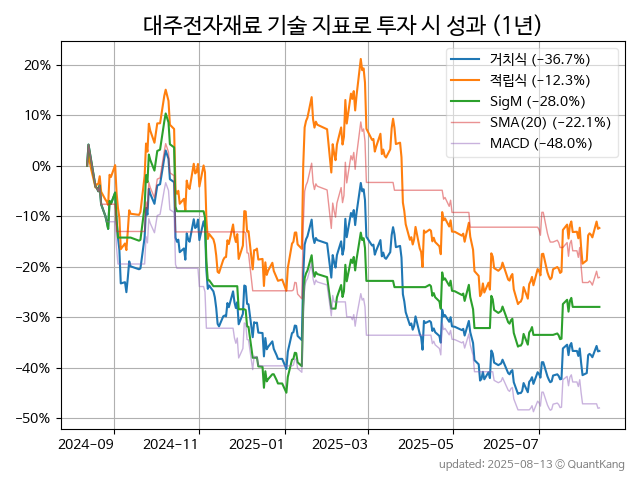 대주전자재료 기술 지표로 투자 시 성과 (1년)
거치식 (−36.7%)
적립식 (−12.3%)
SigM (−28.0%)
SMA(20) (−22.1%)
MACD (−48.0%)
20%
10%
0%
−10%
−20%
−30%
−40%
−50%
2024−09 2024−11 2025−01 2025−03 2025−05 2025−07
updated: 2025-08-13 ⓒ QuantKang